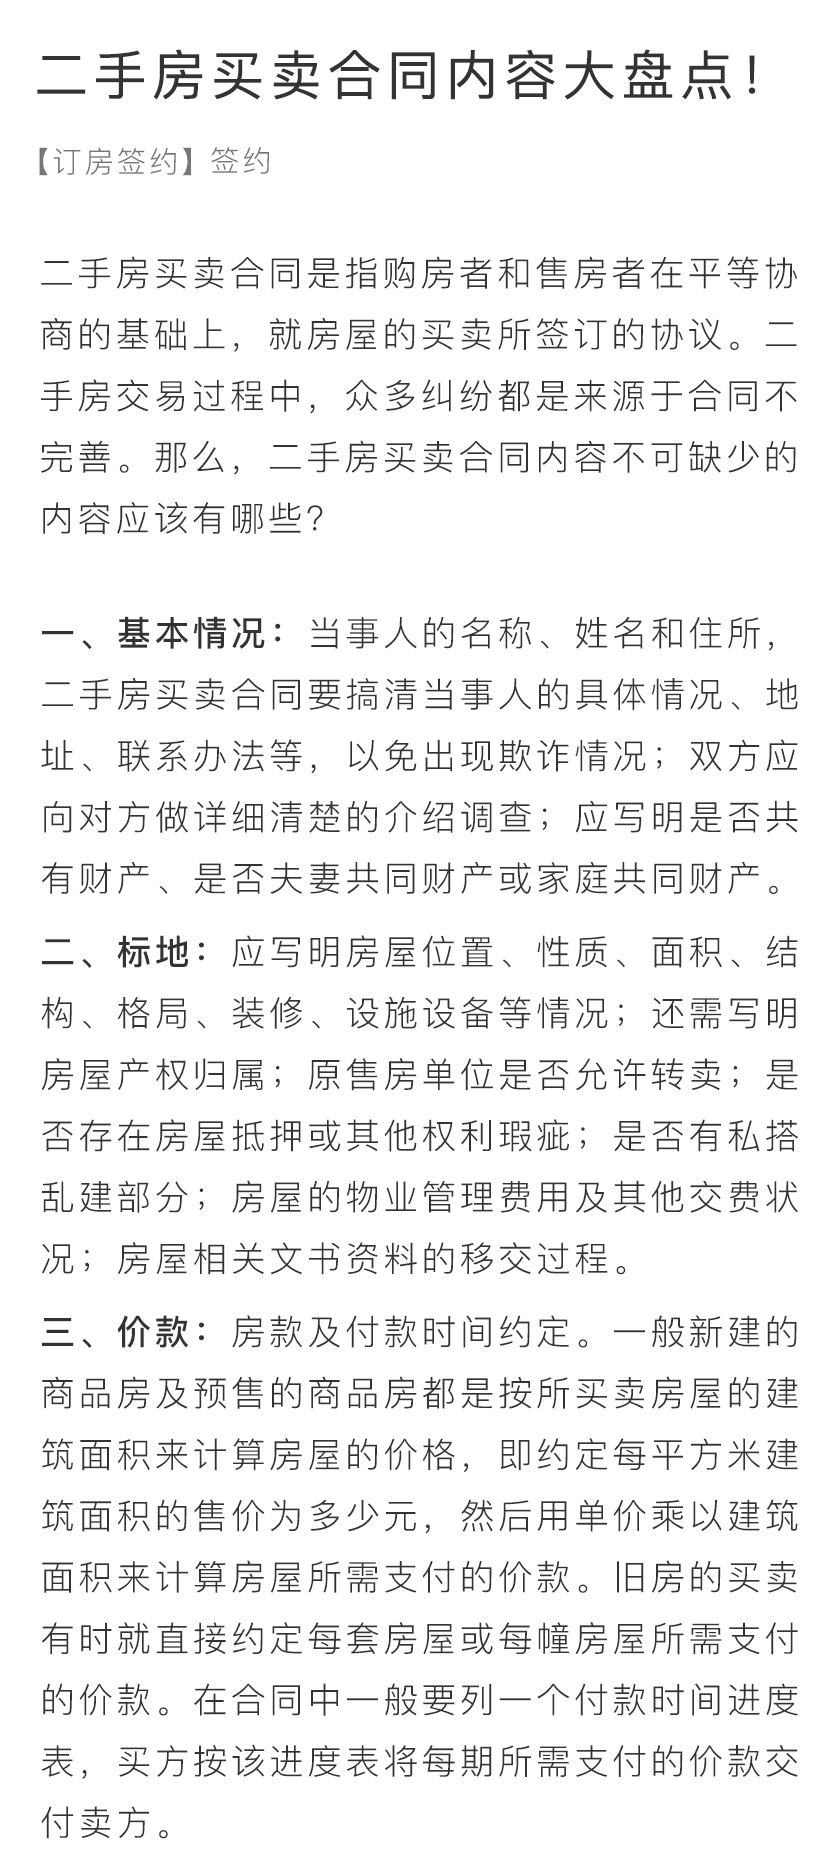 二手房买卖合同内容大盘点！
【订房签约】签约
二手房买卖合同是指购房者和售房者在平等协
商的基础上，就房屋的买卖所签订的协议。二
手房交易过程中，众多纠纷都是来源于合同不
完善。那么，二手房买卖合同内容不可缺少的
内容应该有哪些？
一、基本情况：当事人的名称、姓名和住所，
二手房买卖合同要搞清当事人的具体情况、地
址、联系办法等，以免出现欺诈情况；双方应
向对方做详细清楚的介绍调查；应写明是否共
有财产、是否夫妻共同财产或家庭共同财产。
二、标地：应写明房屋位置、性质、面积、结
构、格局、装修、设施设备等情况；还需写明
房屋产权归属；原售房单位是否允许转卖；是
否存在房屋抵押或其他权利瑕疵；是否有私搭
乱建部分；房屋的物业管理费用及其他交费状
况；房屋相关文书资料的移交过程。
三、价款：房款及付款时间约定。一般新建的
商品房及预售的商品房都是按所买卖房屋的建
筑面积来计算房屋的价格，即约定每平方米建
筑面积的售价为多少元，然后用单价乘以建筑
面积来计算房屋所需支付的价款。旧房的买卖
有时就直接约定每套房屋或每幢房屋所需支付
的价款。在合同中一般要列一个付款时间进度
表，买方按该进度表将每期所需支付的价款交
付卖方。